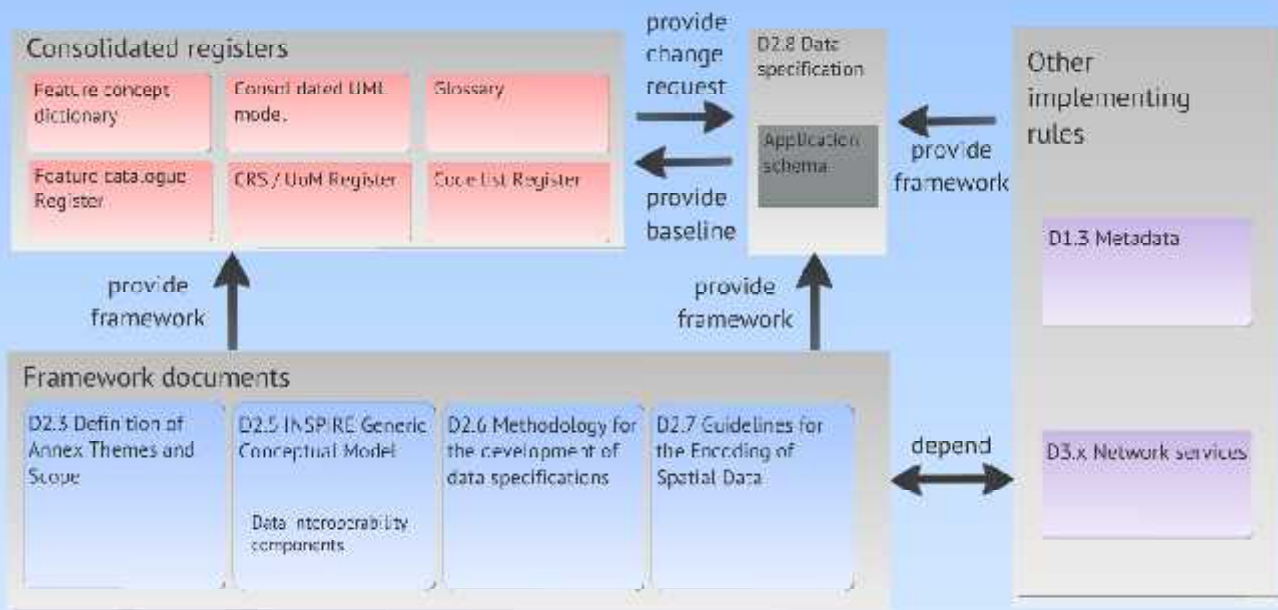 Consolidated registers
Feature concept
dictionary
Consolidated UML
model
Glossary
Feature catalogue
Register
CRS / UoM Register
Code list Register
provide
change
request
provide
baseline
D2.8 Data
specification
Application
schema
provide
framework
Other
implementing
rules
D1.3 Metadata
D3.x Network services
provide
framework
provide
framework
Framework documents
D2.3 Definition of
Annex Themes and
Scope
D2.5 INSPIRE Generic
Conceptual Model
Data interoperability
components
D2.6 Methodology for
the development of
data specifications
D2.7 Guidelines for
the Encoding of
Spatial Data
depend